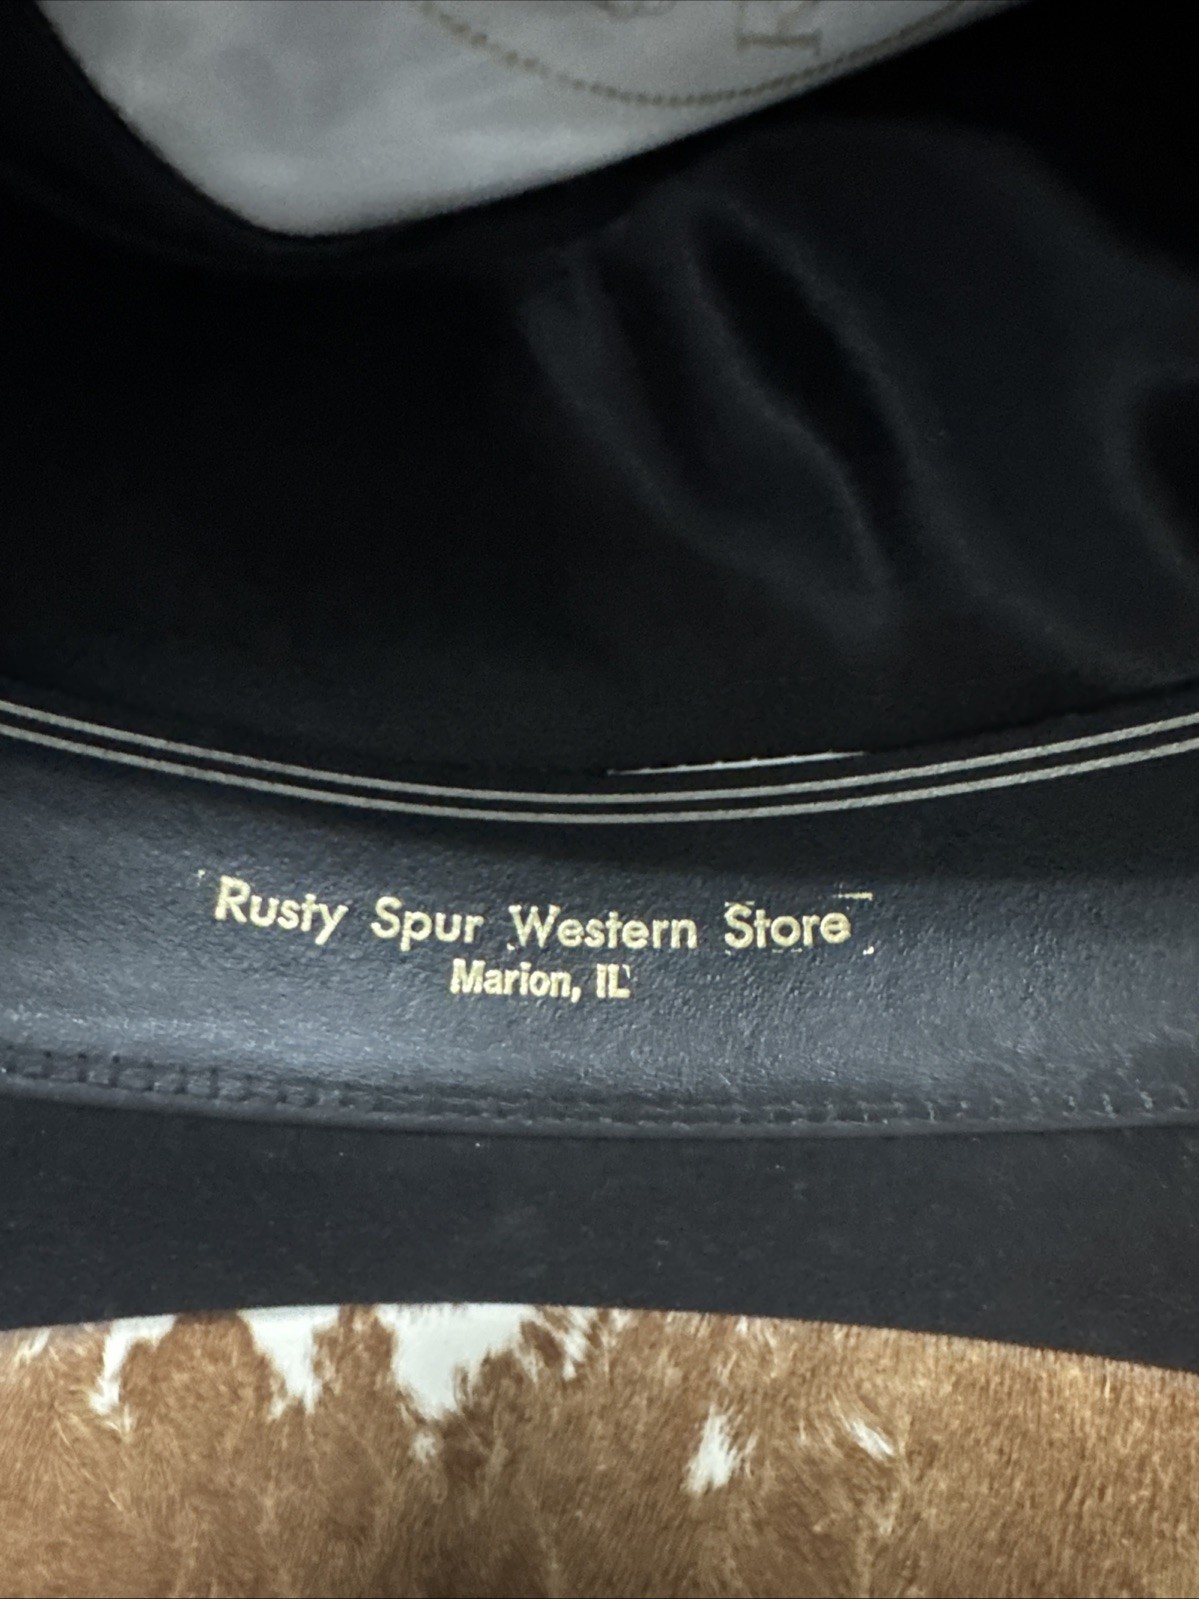 Rusty Spur Western Store
Marion, IL